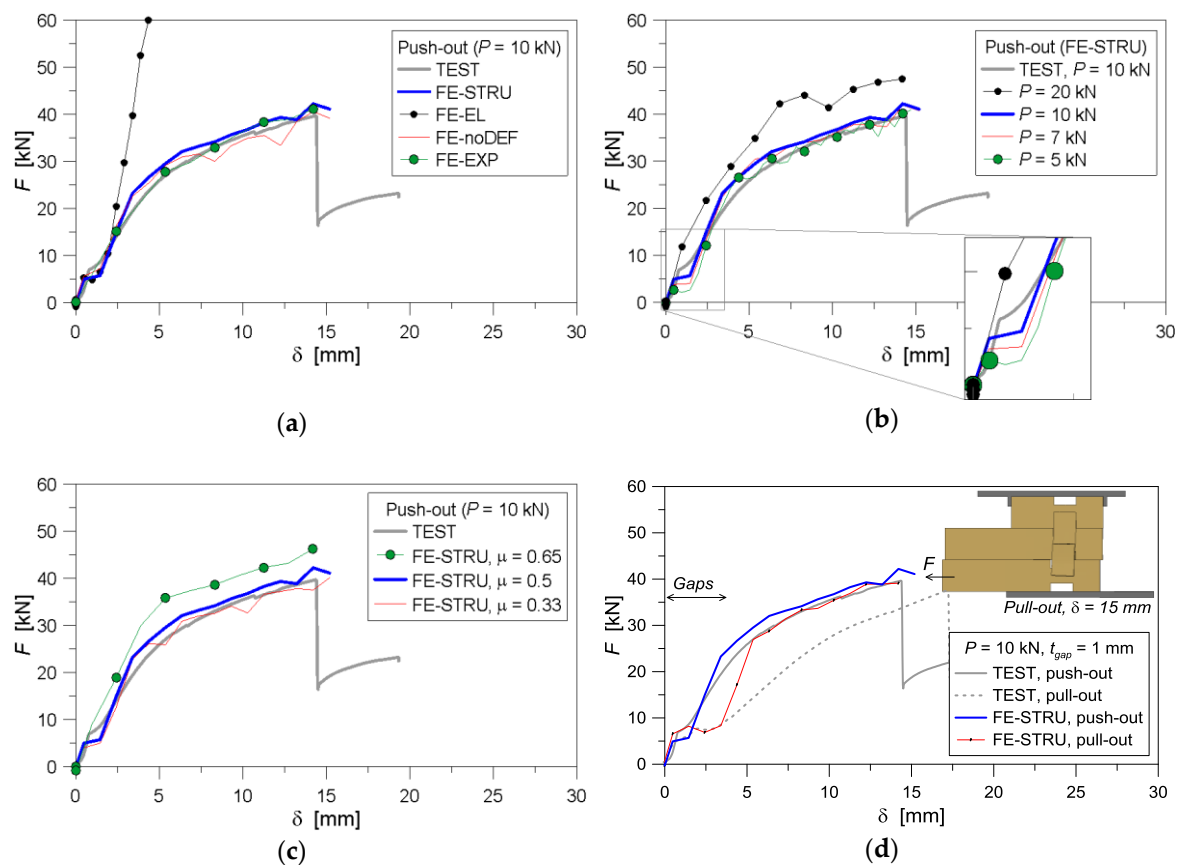 60
50
40
30
20
10
0
F [kN]
0 5 10 15 20 25 30
δ [mm]
Push-out (P = 10 kN)
TEST
FE-STRU
FE-EL
FE-noDEF
FE-EXP
(a)
60
50
40
30
20
10
0
F [kN]
0 5 10 15 30
δ [mm]
Push-out (FE-STRU)
TEST, P = 10 kN
P = 20 kN
P = 10 kN
P = 7 kN
P = 5 kN
(b)
60
50
40
30
20
10
0
F [kN]
0 5 10 15 20 25 30
δ [mm]
Push-out (P = 10 kN)
TEST
FE-STRU, μ = 0.65
FE-STRU, μ = 0.5
FE-STRU, μ = 0.33
(c)
60
50
40
30
20
10
0
F [kN]
0 5 10 15 20 25 30
δ [mm]
Gaps
F
Pull-out, δ = 15 mm
P = 10 kN, tgap = 1 mm
TEST, push-out
TEST, pull-out
FE-STRU, push-out
FE-STRU, pull-out
(d)